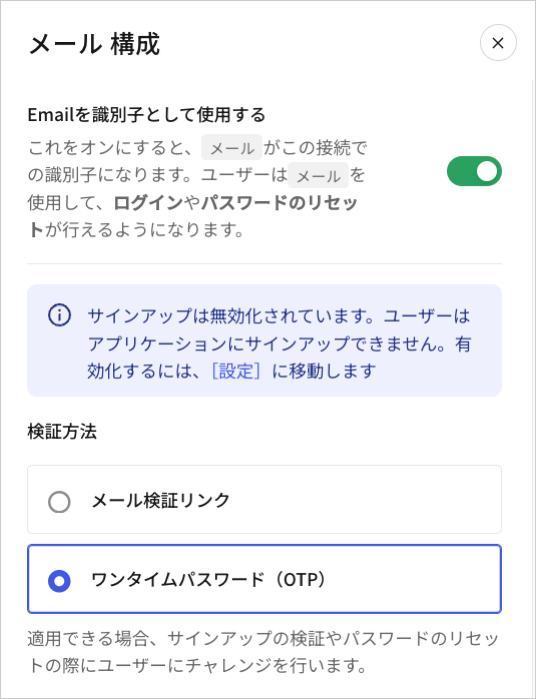 メール 構成
Emailを識別子として使用する
これをオンにすると、 メール がこの接続で
の識別子になります。ユーザーは メール を
使用して、ログインやパスワードのリセッ
トが行えるようになります。
サインアップは無効化されています。ユーザーは
アプリケーションにサインアップできません。有
効化するには、［設定］に移動します
検証方法
メール検証リンク
ワンタイムパスワード（OTP）
適用できる場合、サインアップの検証やパスワードのリセッ
トの際にユーザーにチャレンジを行います。